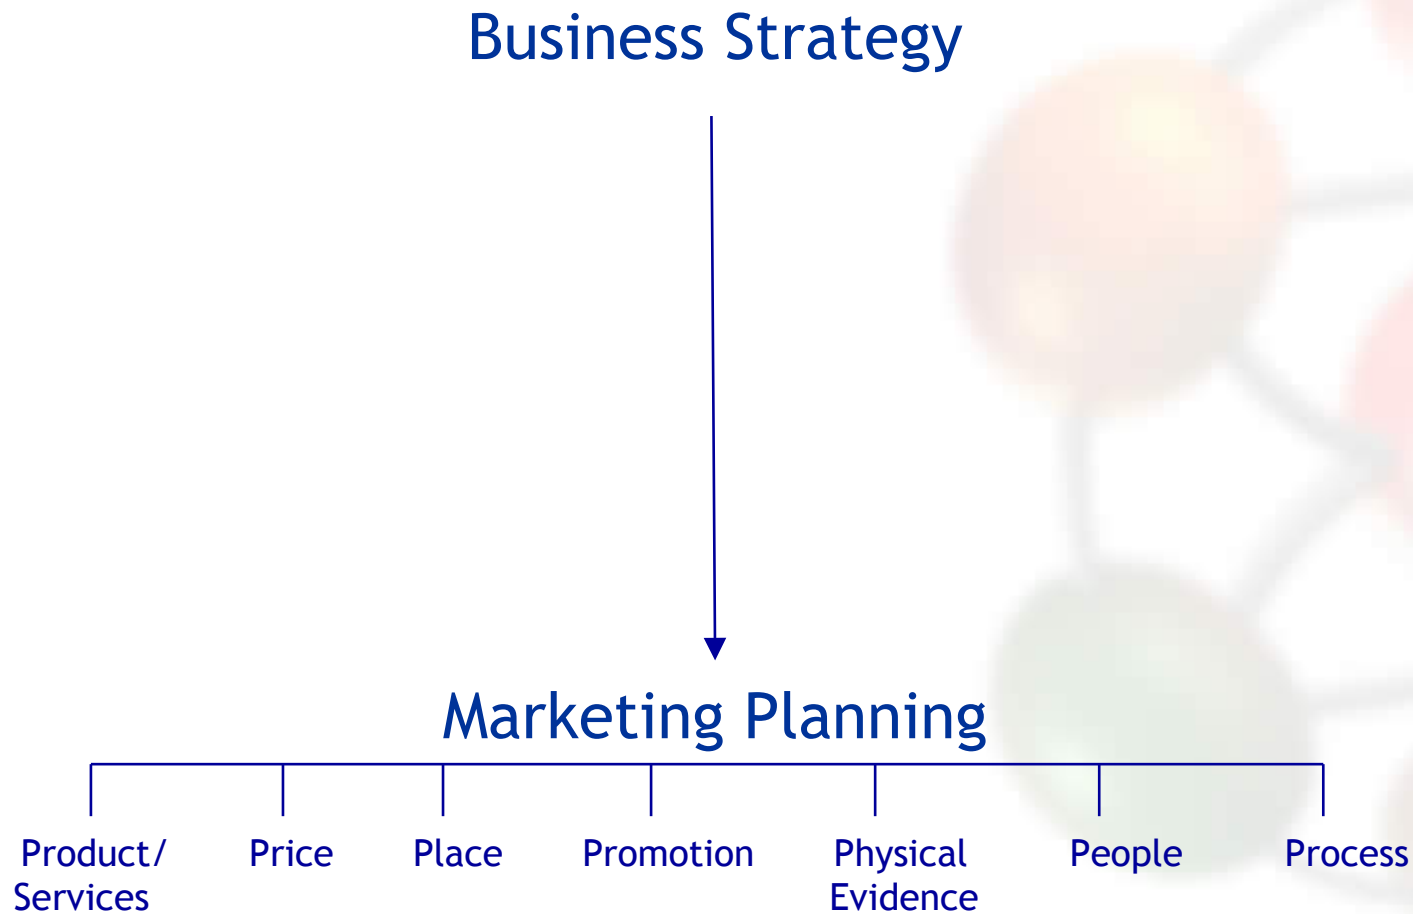 Business Strategy
Marketing Planning
Product/ Price Place Promotion Physical People Process
Services Evidence